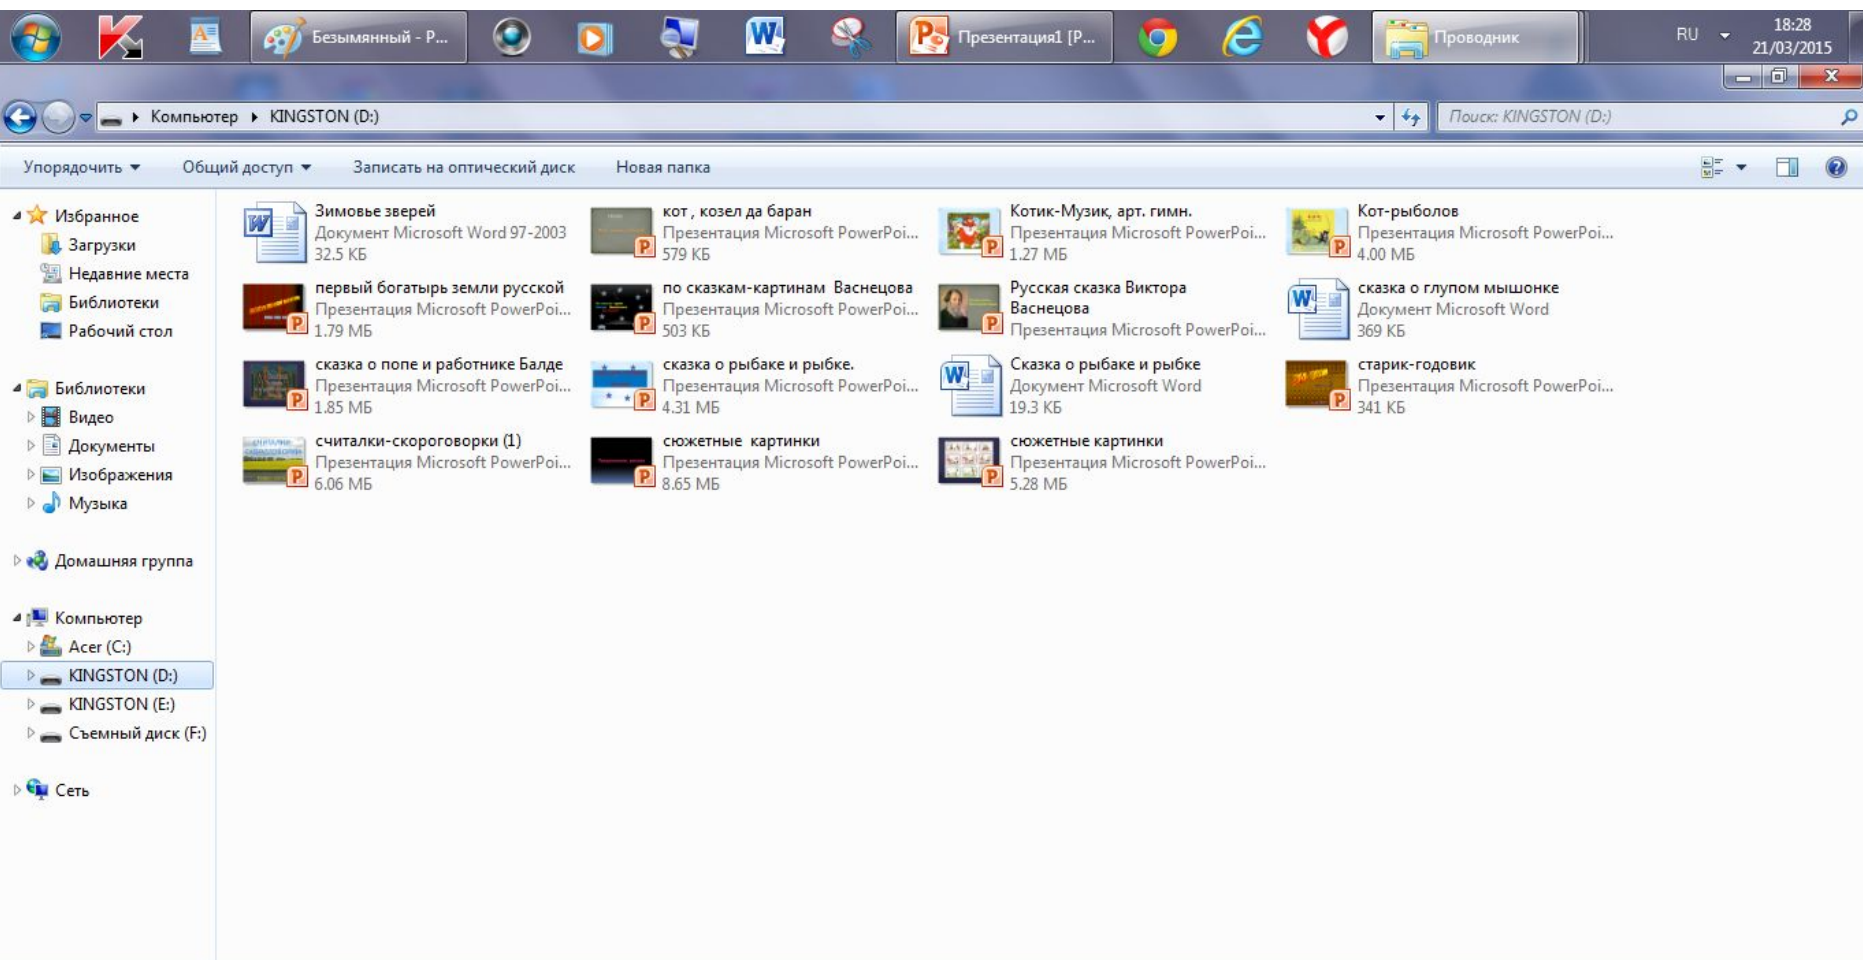 Безымянный - P...
Презентация1 [P...
Проводник
RU
18:28
21/03/2015
Компьютер
KINGSTON (D:)
Поиск: KINGSTON (D:)
Упорядочить
Общий доступ
Записать на оптический диск
Новая папка
Избранное
Загрузки
Недавние места
Библиотеки
Рабочий стол
Библиотеки
Видео
Документы
Изображения
Музыка
Домашняя группа
Компьютер
Acer (C:)
KINGSTON (D:)
KINGSTON (E:)
Съемный диск (F:)
Сеть
Зимовье зверей
Документ Microsoft Word 97-2003
32.5 КБ
кот , козел да баран
Презентация Microsoft PowerPoi...
579 КБ
Котик-Музик, арт. гимн.
Презентация Microsoft PowerPoi...
1.27 МБ
Кот-рыболов
Презентация Microsoft PowerPoi...
4.00 МБ
первый богатырь земли русской
Презентация Microsoft PowerPoi...
1.79 МБ
по сказкам-картинам Васнецова
Презентация Microsoft PowerPoi...
503 КБ
Русская сказка Виктора
Васнецова
Презентация Microsoft PowerPoi...
сказка о глупом мышонке
Документ Microsoft Word
369 КБ
сказка о попе и работнике Балде
Презентация Microsoft PowerPoi...
1.85 МБ
сказка о рыбаке и рыбке.
Презентация Microsoft PowerPoi...
4.31 МБ
Сказка о рыбаке и рыбке
Документ Microsoft Word
19.3 КБ
старик-годовик
Презентация Microsoft PowerPoi...
341 КБ
считалки-скороговорки (1)
Презентация Microsoft PowerPoi...
6.06 МБ
сюжетные картинки
Презентация Microsoft PowerPoi...
8.65 МБ
сюжетные картинки
Презентация Microsoft PowerPoi...
5.28 МБ